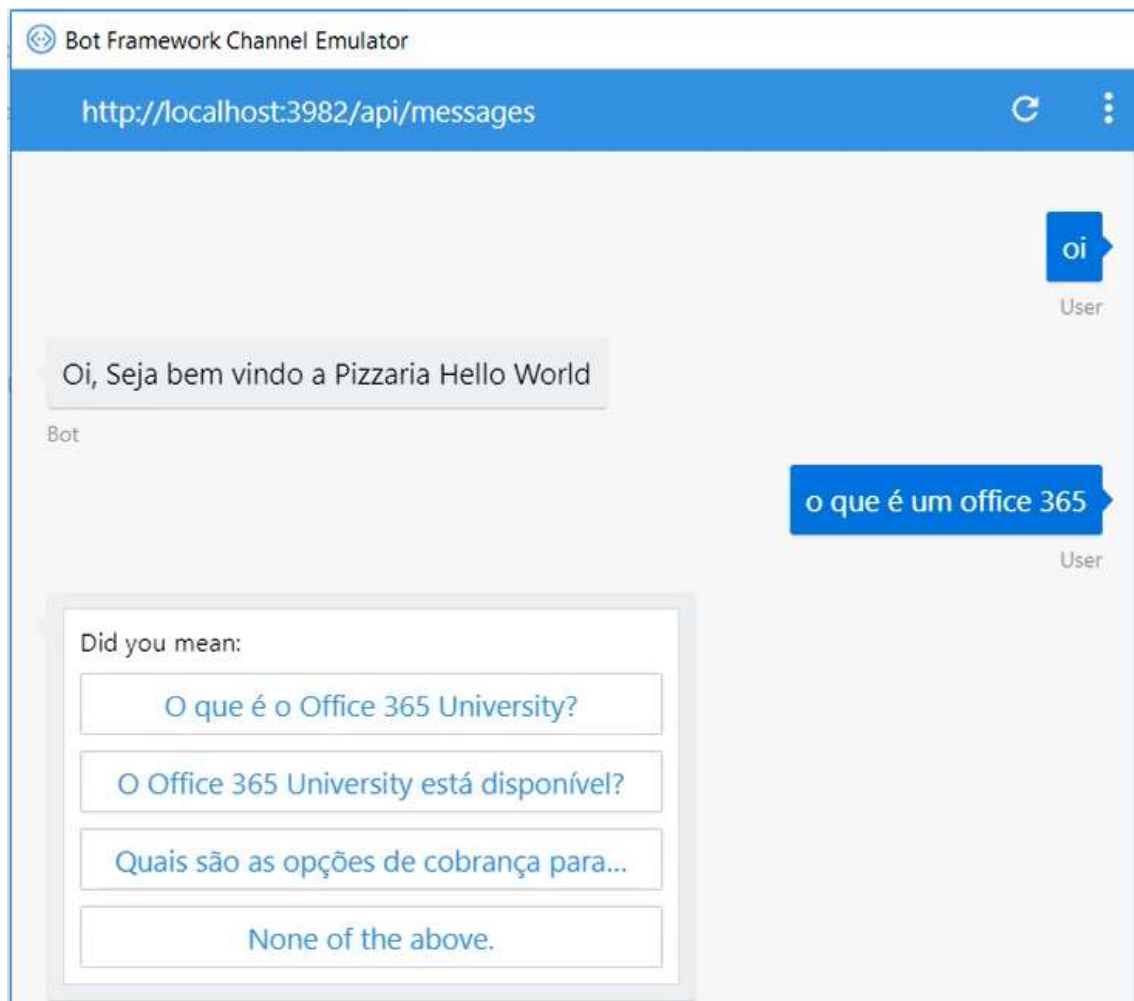 Bot Framework Channel Emulator
http://localhost:3982/api/messages
oi
User
Oi, Seja bem vindo a Pizzaria Hello World
Bot
o que é um office 365
User
Did you mean:
O que é o Office 365 University?
O Office 365 University está disponível?
Quais são as opções de cobrança para...
None of the above.